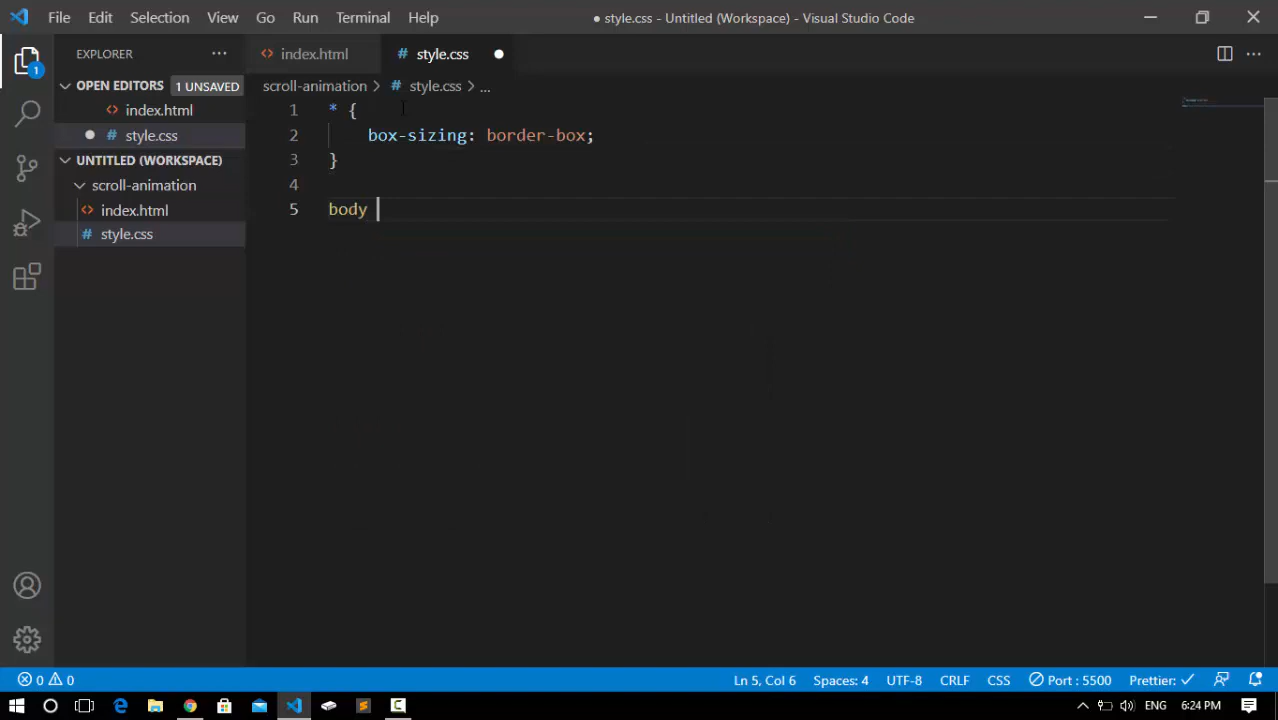 File Edit Selection View Go Run Terminal Help
● style.css - Untitled (Workspace) - Visual Studio Code
EXPLORER ···
OPEN EDITORS 1 UNSAVED
index.html
style.css
UNTITLED (WORKSPACE)
scroll-animation
index.html
style.css
1
index.html
# style.css ●
scroll-animation > # style.css > ...
1 * {
2 box-sizing: border-box;
3 }
4
5 body
0 0 Ln 5, Col 6 Spaces: 4 UTF-8 CRLF CSS Port : 5500 Prettier: ✓
ENG 6:24 PM